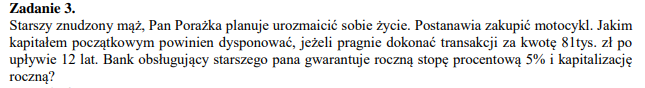 Zadanie 3.
Starszy znudzony mąż, Pan Porażka planuje urozmaicić sobie życie. Postanawia zakupić motocykl. Jakim
kapitałem początkowym powinien dysponować, jeżeli pragnie dokonać transakcji za kwotę 81tys. zł po
upływie 12 lat. Bank obsługujący starszego pana gwarantuje roczną stopę procentową 5% i kapitalizację
roczną?